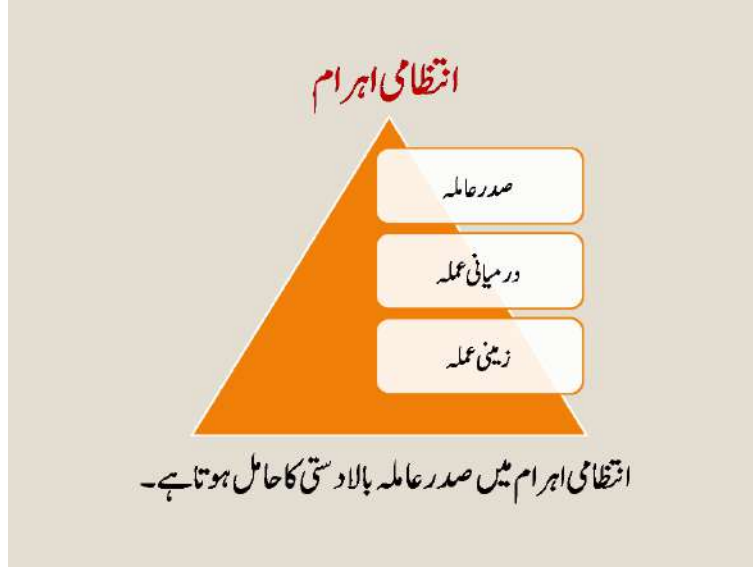 انتظامی اہرام
صدر عاملہ
درمیانی عملہ
زمینی عملہ
انتظامی اہرام میں صدر عاملہ بالادستی کا حامل ہوتا ہے۔